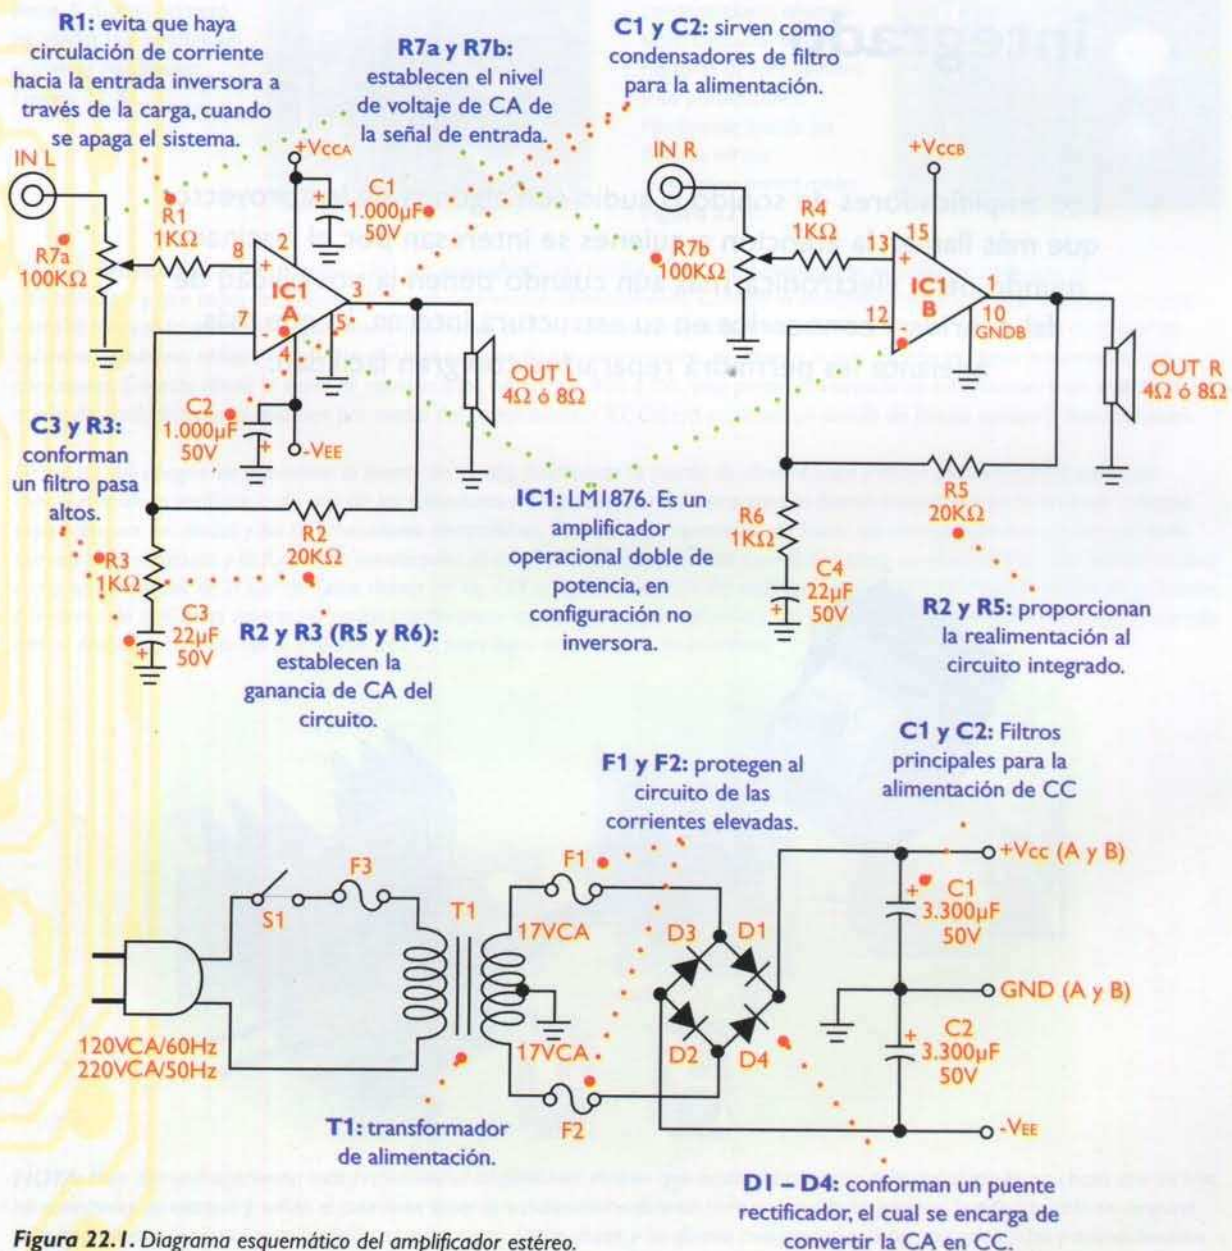 R1: evita que haya
circulación de corriente
hacia la entrada inversora a
través de la carga, cuando
se apaga el sistema.
R7a y R7b:
establecen el nivel
de voltaje de CA de
la señal de entrada.
C1 y C2: sirven como
condensadores de filtro
para la alimentación.
IN L
R7a
100KΩ
R1
1KΩ
+VCCA
C1
1.000µF
50V
8
2
+
IC1
A
3
7
-
5
4
C2
1.000µF
50V
+
-VEE
OUT L
4Ω ó 8Ω
R2
20KΩ
R3
1KΩ
C3
22µF
50V
+
IN R
R7b
100KΩ
R4
1KΩ
+VCCB
13
15
+
IC1
B
1
12
-
10
GNDB
OUT R
4Ω ó 8Ω
R5
20KΩ
R6
1KΩ
C4
22µF
50V
+
C3 y R3:
conforman
un filtro pasa
altos.
R2 y R3 (R5 y R6):
establecen la
ganancia de CA del
circuito.
IC1: LM1876. Es un
amplificador
operacional doble de
potencia, en
configuración no
inversora.
R2 y R5: proporcionan
la realimentación al
circuito integrado.
F1 y F2: protegen al
circuito de las
corrientes elevadas.
C1 y C2: Filtros
principales para la
alimentación de CC
S1
F3
T1
F1
17VCA
17VCA
F2
D3
D1
D2
D4
120VCA/60Hz
220VCA/50Hz
+
C1
3.300µF
50V
+
C2
3.300µF
50V
+Vcc (A y B)
GND (A y B)
-VEE
T1: transformador
de alimentación.
D1 - D4: conforman un puente
rectificador, el cual se encarga de
convertir la CA en CC.
Figura 22.1. Diagrama esquemático del amplificador estéreo.